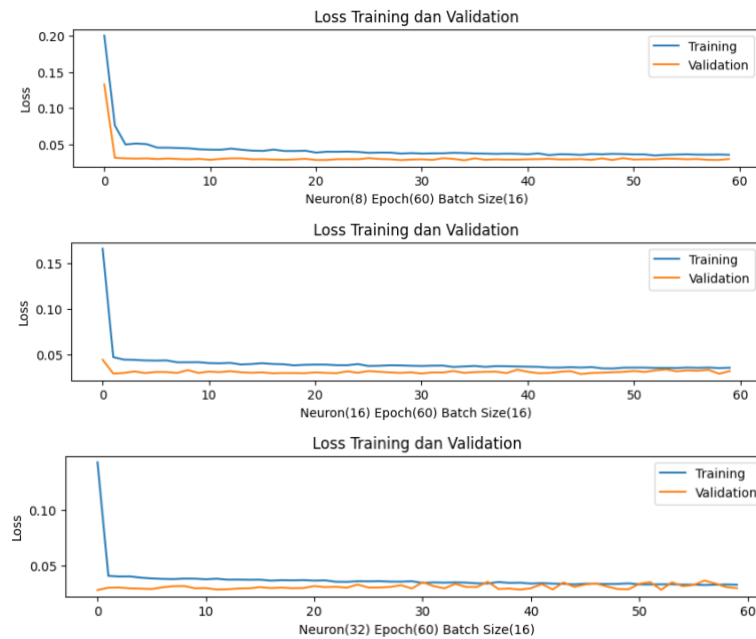 Loss Training dan Validation
0.20
0.15
0.10
0.05
Loss
Training
Validation
0 10 20 30 40 50 60
Neuron(8) Epoch(60) Batch Size(16)
Loss Training dan Validation
0.15
0.10
0.05
Loss
Training
Validation
0 10 20 30 40 50 60
Neuron(16) Epoch(60) Batch Size(16)
Loss Training dan Validation
0.10
0.05
Loss
Training
Validation
0 10 20 30 40 50 60
Neuron(32) Epoch(60) Batch Size(16)